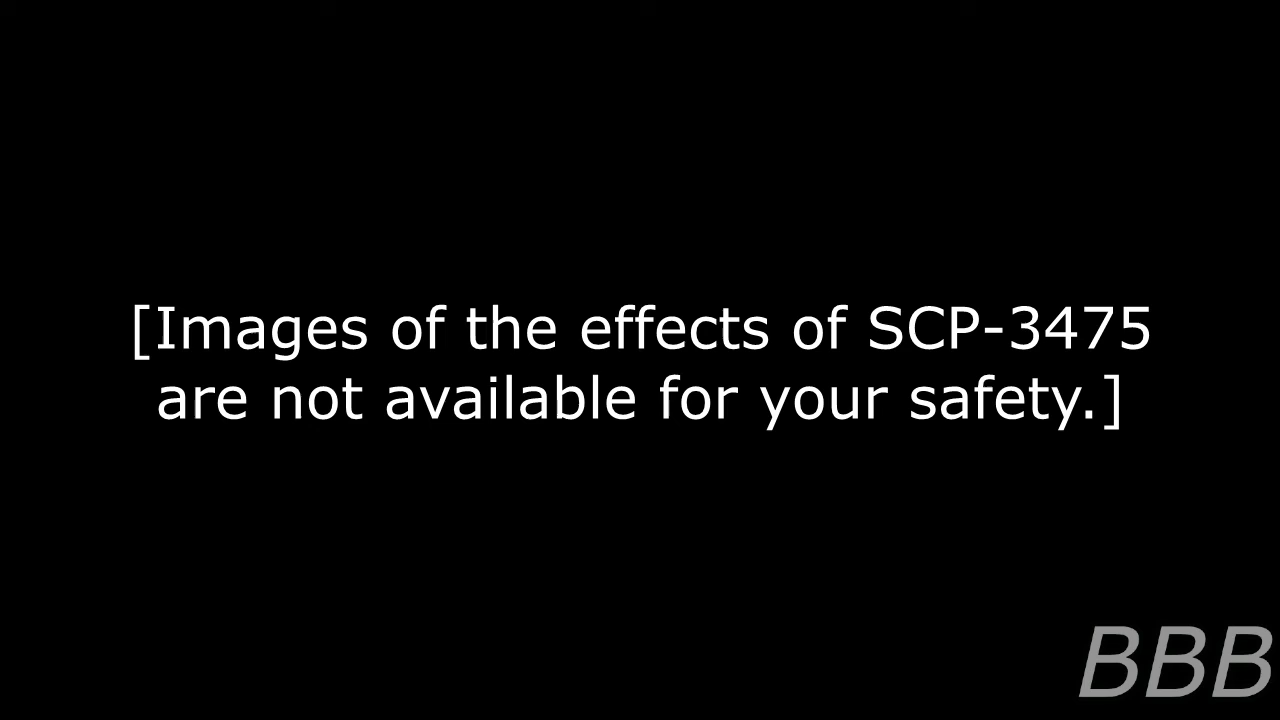 [Images of the effects of SCP-3475
are not available for your safety.]
BBB